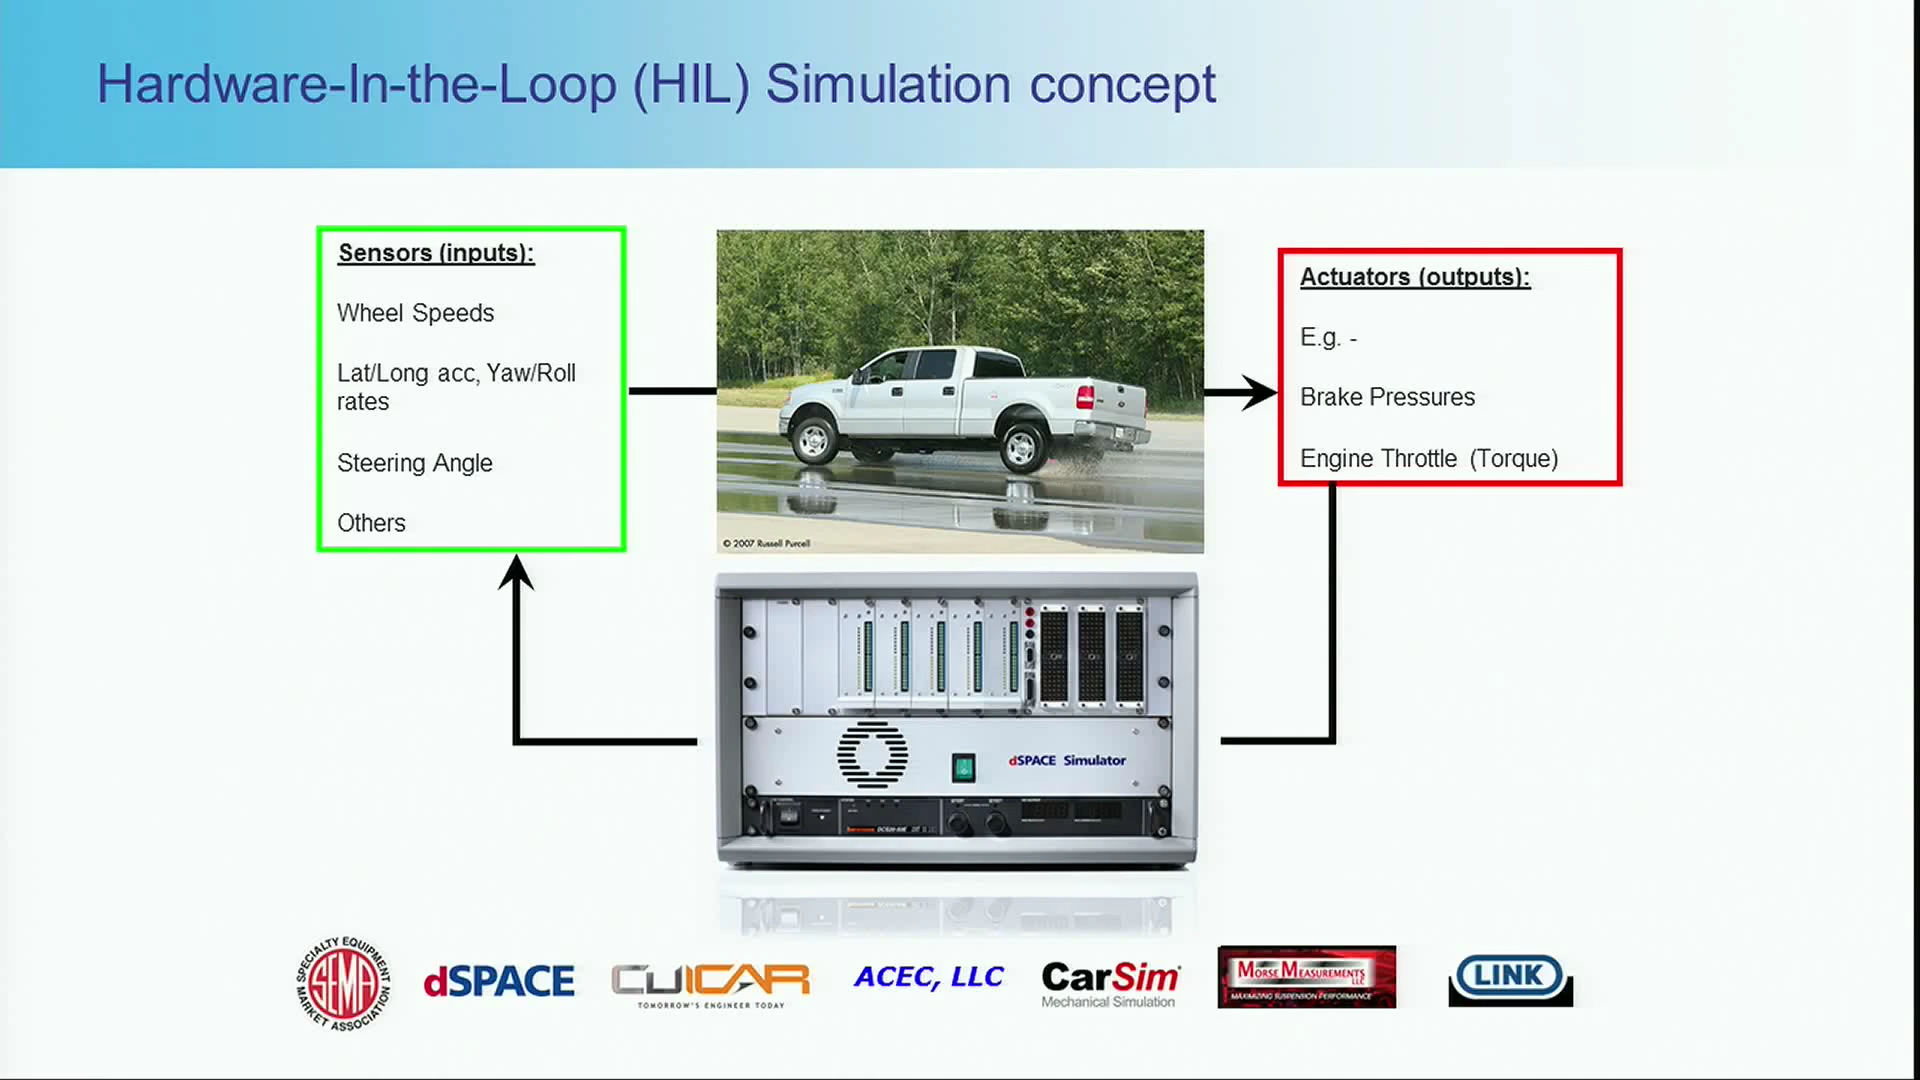 Hardware-In-the-Loop (HIL) Simulation concept
Sensors (inputs):
Wheel Speeds
Lat/Long acc, Yaw/Roll
rates
Steering Angle
Others
© 2007 Russell Purcell
Actuators (outputs):
E.g. -
Brake Pressures
Engine Throttle (Torque)
dSPACE Simulator
SPECIALTY EQUIPMENT
SEMA
MARKET ASSOCIATION
dSPACE
CUICAR
TOMORROW'S ENGINEER TODAY
ACEC, LLC
CarSim
Mechanical Simulation
MORSE MEASUREMENTS
LLC
MAXIMIZING SUSPENSION PERFORMANCE
LINK